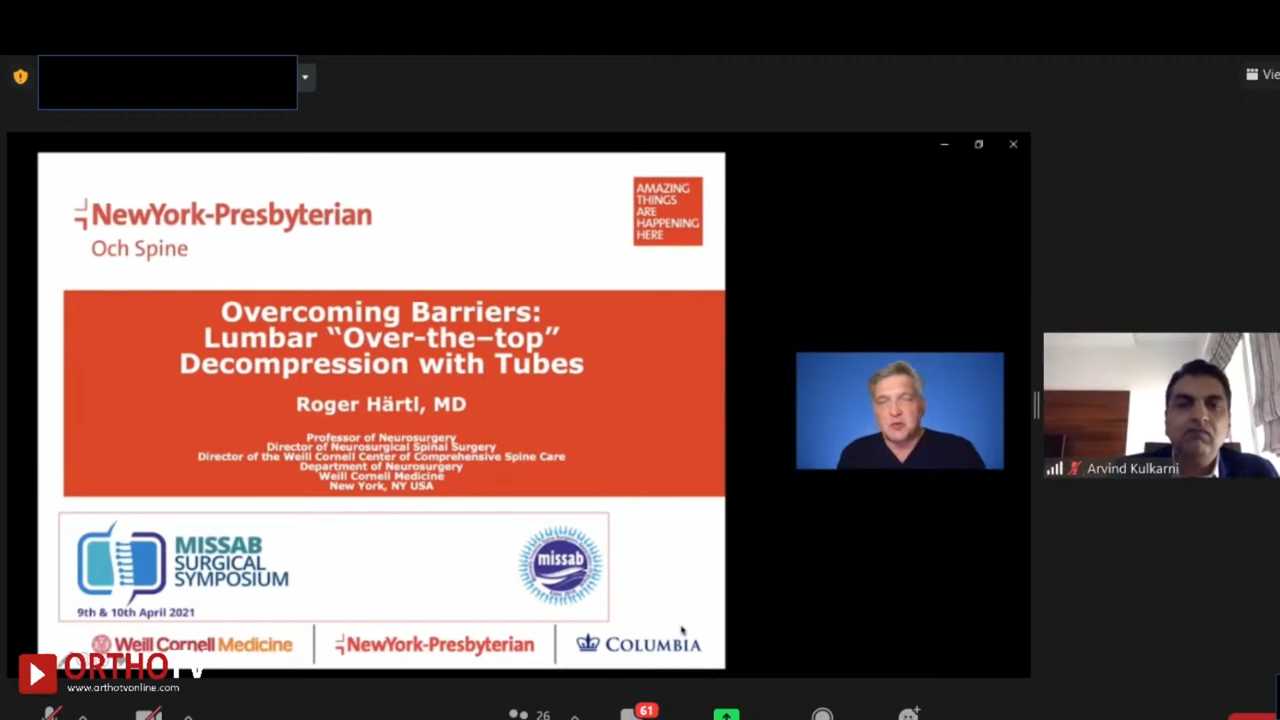 Vie
NewYork-Presbyterian
Och Spine
AMAZING
THINGS
ARE
HAPPENING
HERE
Overcoming Barriers:
Lumbar “Over-the–top”
Decompression with Tubes
Roger Härtl, MD
Professor of Neurosurgery
Director of Neurosurgical Spinal Surgery
Director of the Weill Cornell Center of Comprehensive Spine Care
Department of Neurosurgery
Weill Cornell Medicine
New York, NY USA
MISSAB
SURGICAL
SYMPOSIUM
9th & 10th April 2021
missab
Weill Cornell Medicine
NewYork-Presbyterian
COLUMBIA
Arvind Kulkarni
ORTHOTV
www.orthotvonline.com
26
61